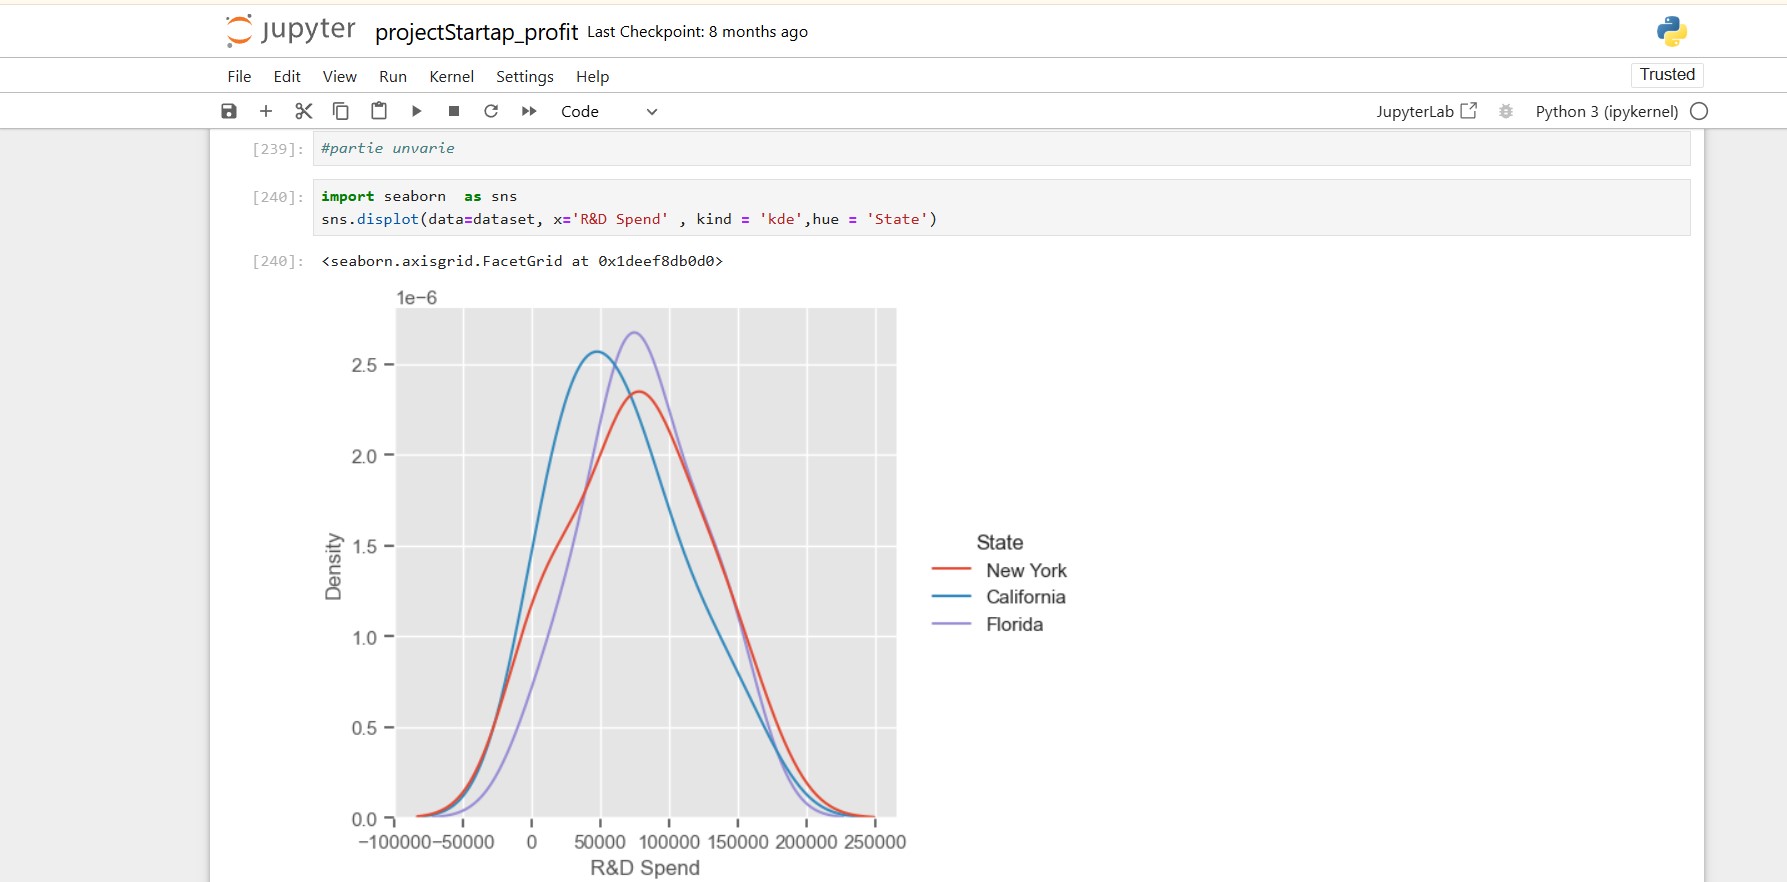 jupyter projectStartap_profit Last Checkpoint: 8 months ago
File Edit View Run Kernel Settings Help Trusted
Code JupyterLab Python 3 (ipykernel)
[239]: #partie unvarie
[240]: import seaborn  as sns
sns.displot(data=dataset, x='R&D Spend' , kind = 'kde',hue = 'State')
[240]: <seaborn.axisgrid.FacetGrid at 0x1deef8db0d0>
1e−6
2.5
2.0
1.5
1.0
0.5
0.0
Density
−100000 −50000 0 50000 100000 150000 200000 250000
R&D Spend
State
New York
California
Florida